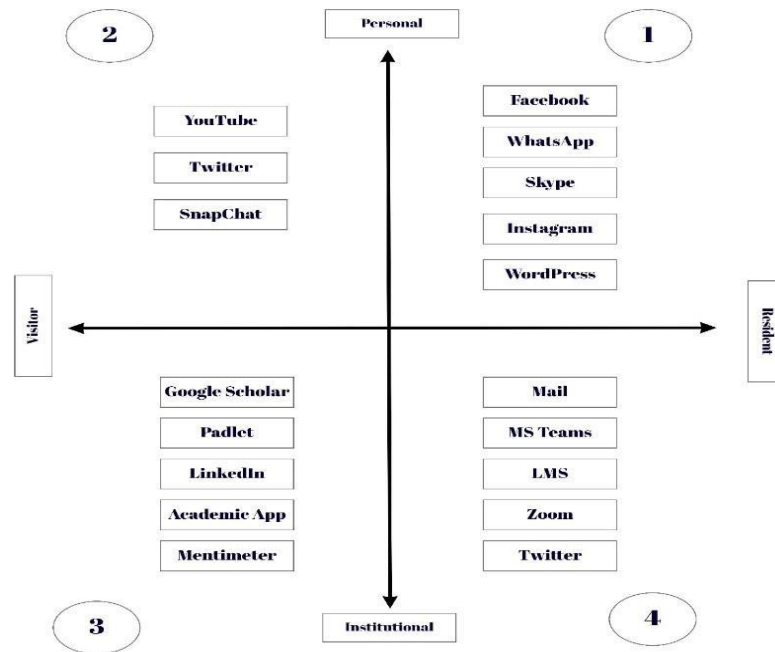 Personal
2
1
YouTube
Twitter
SnapChat
Facebook
WhatsApp
Skype
Instagram
WordPress
Visitor
Resident
Google Scholar
Padlet
LinkedIn
Academic App
Mentimeter
Mail
MS Teams
LMS
Zoom
Twitter
3
Institutional
4